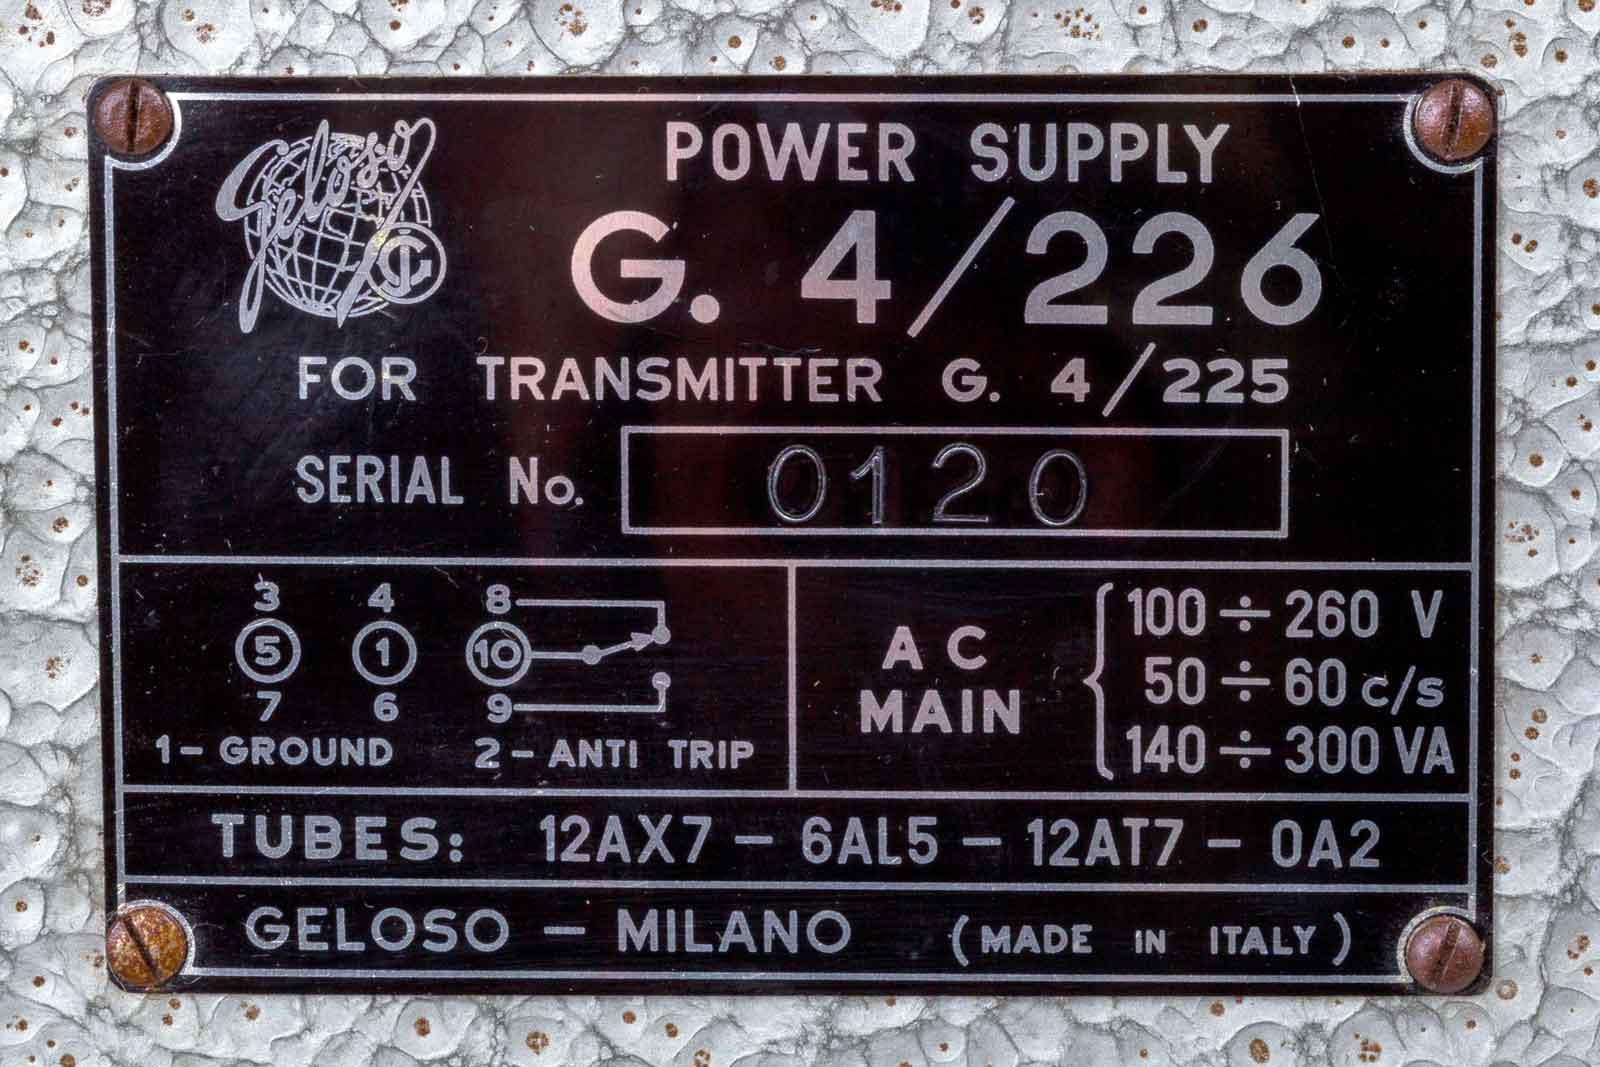 Geloso
POWER SUPPLY
G. 4/226
FOR TRANSMITTER G. 4/225
SERIAL No. 0120
3 4 8
5 1 10
7 6 9
1 - GROUND 2 - ANTI TRIP
AC
MAIN
100 ÷ 260 V
50 ÷ 60 c/s
140 ÷ 300 VA
TUBES: 12AX7 - 6AL5 - 12AT7 - 0A2
GELOSO - MILANO (MADE IN ITALY)